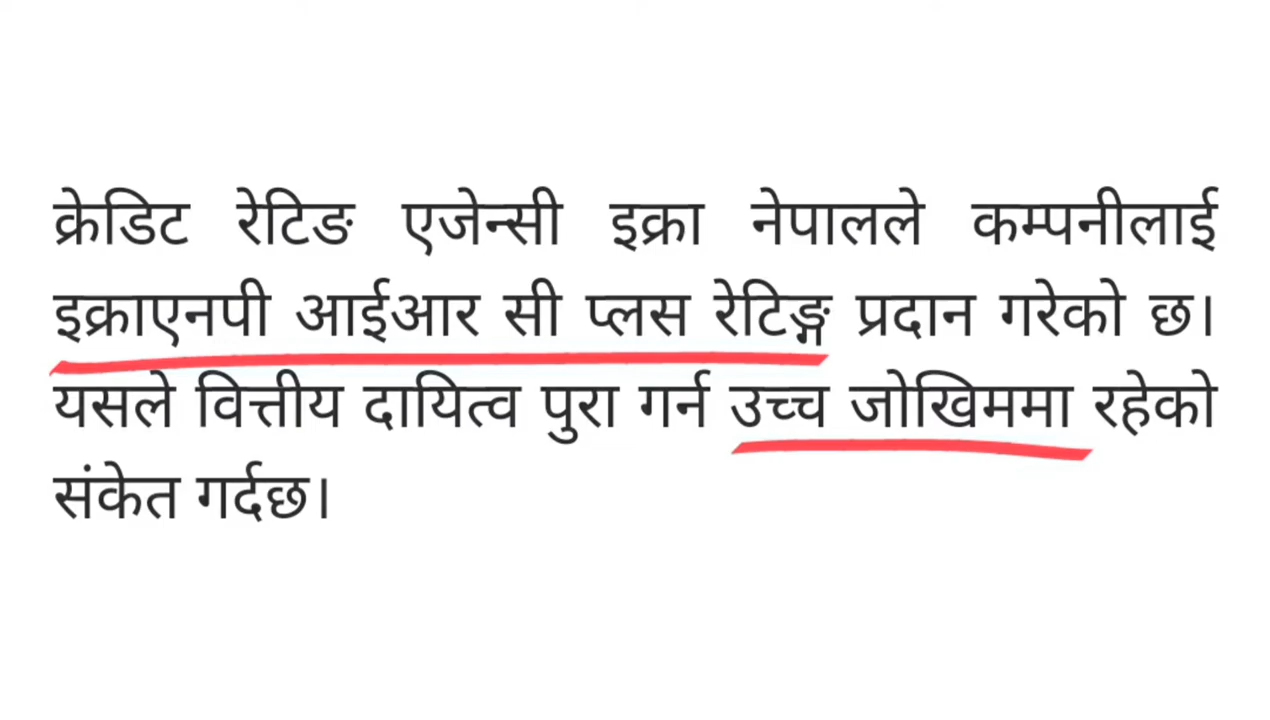 क्रेडिट रेटिङ एजेन्सी इक्रा नेपालले कम्पनीलाई
इक्राएनपी आईआर सी प्लस रेटिङ्ग प्रदान गरेको छ।
यसले वित्तीय दायित्व पुरा गर्न उच्च जोखिममा रहेको
संकेत गर्दछ।